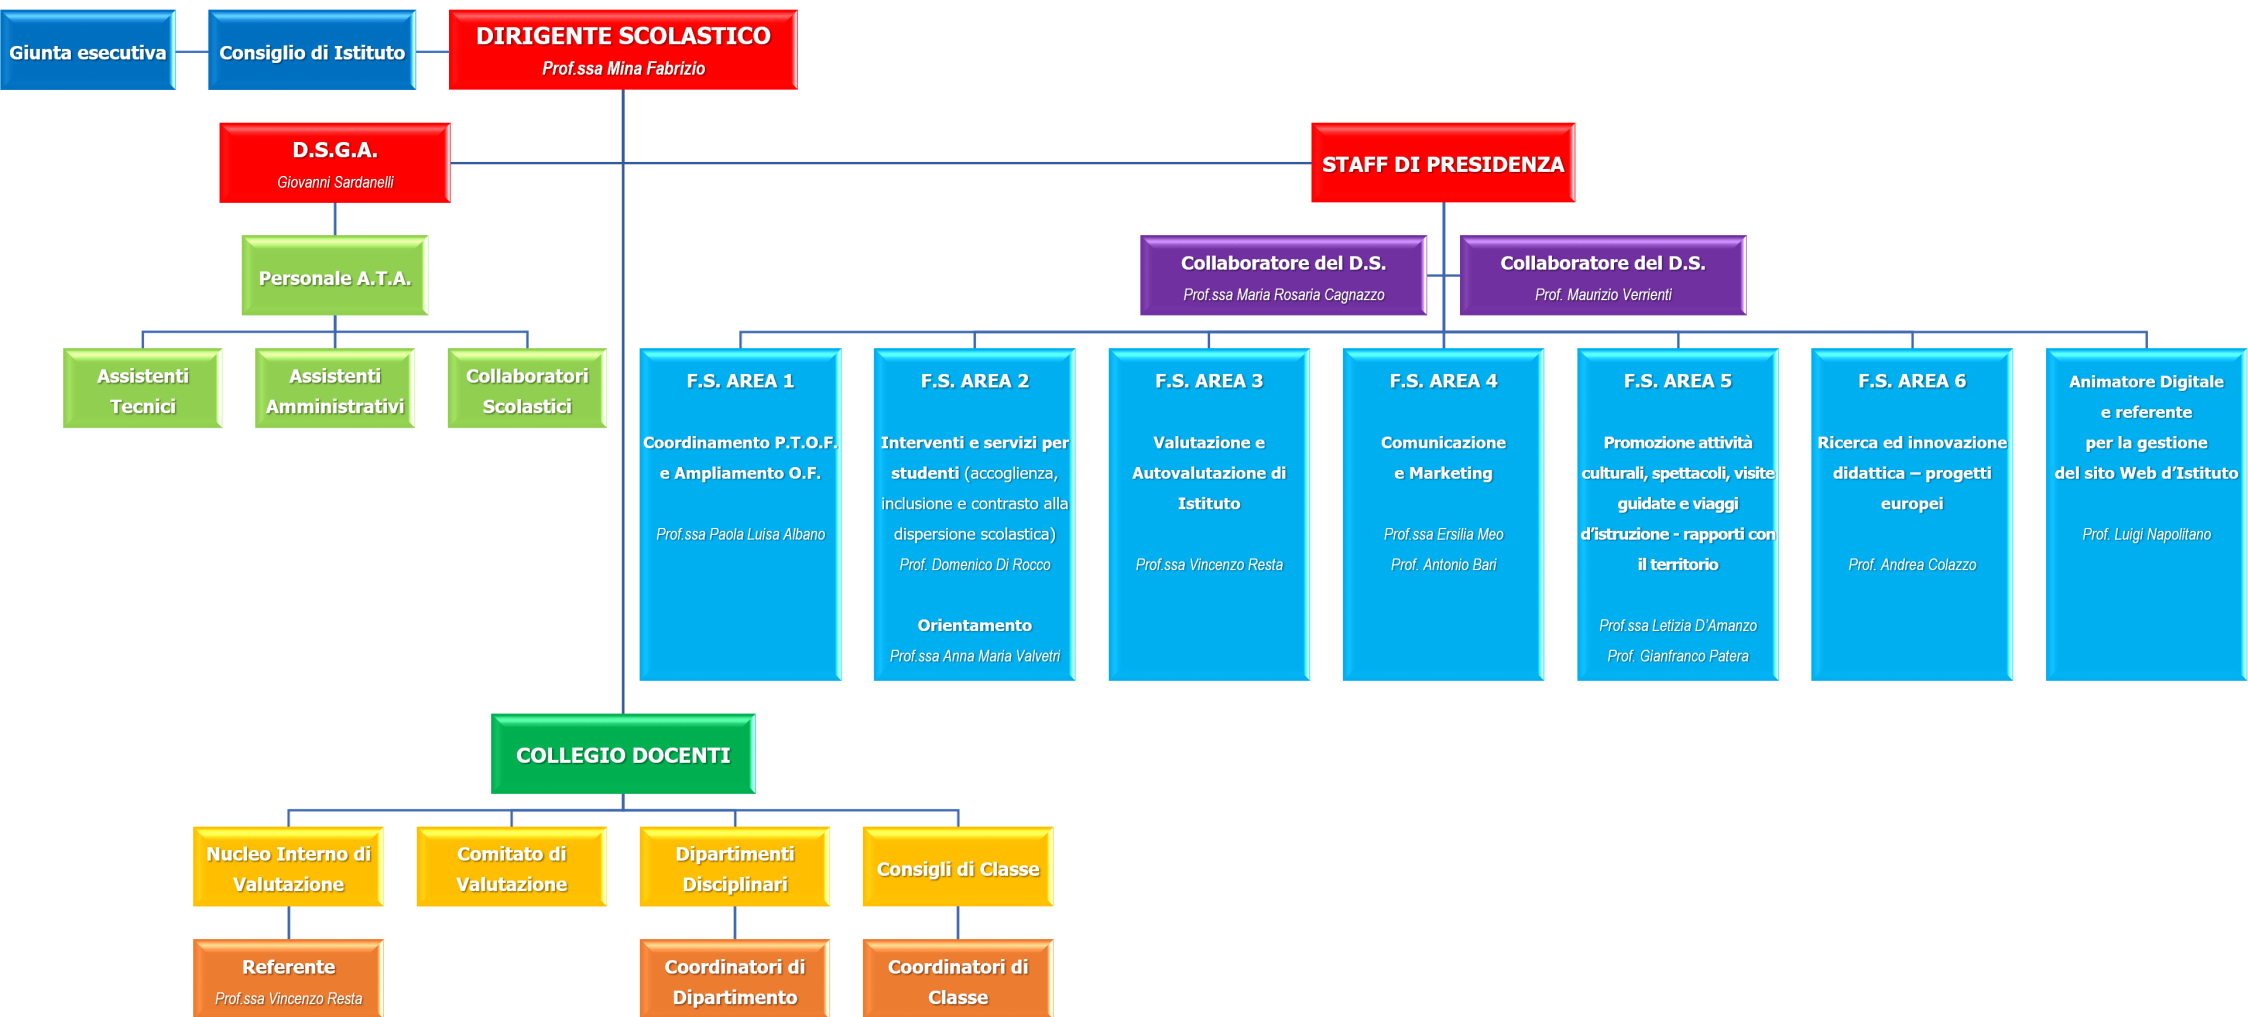 Giunta esecutiva
Consiglio di Istituto
DIRIGENTE SCOLASTICO
Prof.ssa Mina Fabrizio
D.S.G.A.
Giovanni Sardanelli
STAFF DI PRESIDENZA
Personale A.T.A.
Collaboratore del D.S.
Prof.ssa Maria Rosaria Cagnazzo
Collaboratore del D.S.
Prof. Maurizio Verrienti
Assistenti
Tecnici
Assistenti
Amministrativi
Collaboratori
Scolastici
F.S. AREA 1
Coordinamento P.T.O.F.
e Ampliamento O.F.
Prof.ssa Paola Luisa Albano
F.S. AREA 2
Interventi e servizi per
studenti (accoglienza,
inclusione e contrasto alla
dispersione scolastica)
Prof. Domenico Di Rocco
Orientamento
Prof.ssa Anna Maria Valvetri
F.S. AREA 3
Valutazione e
Autovalutazione di
Istituto
Prof.ssa Vincenzo Resta
F.S. AREA 4
Comunicazione
e Marketing
Prof.ssa Ersilia Meo
Prof. Antonio Bari
F.S. AREA 5
Promozione attività
culturali, spettacoli, visite
guidate e viaggi
d’istruzione - rapporti con
il territorio
Prof.ssa Letizia D’Amanzo
Prof. Gianfranco Patera
F.S. AREA 6
Ricerca ed innovazione
didattica – progetti
europei
Prof. Andrea Colazzo
Animatore Digitale
e referente
per la gestione
del sito Web d’Istituto
Prof. Luigi Napolitano
COLLEGIO DOCENTI
Nucleo Interno di
Valutazione
Comitato di
Valutazione
Dipartimenti
Disciplinari
Consigli di Classe
Referente
Prof.ssa Vincenzo Resta
Coordinatori di
Dipartimento
Coordinatori di
Classe